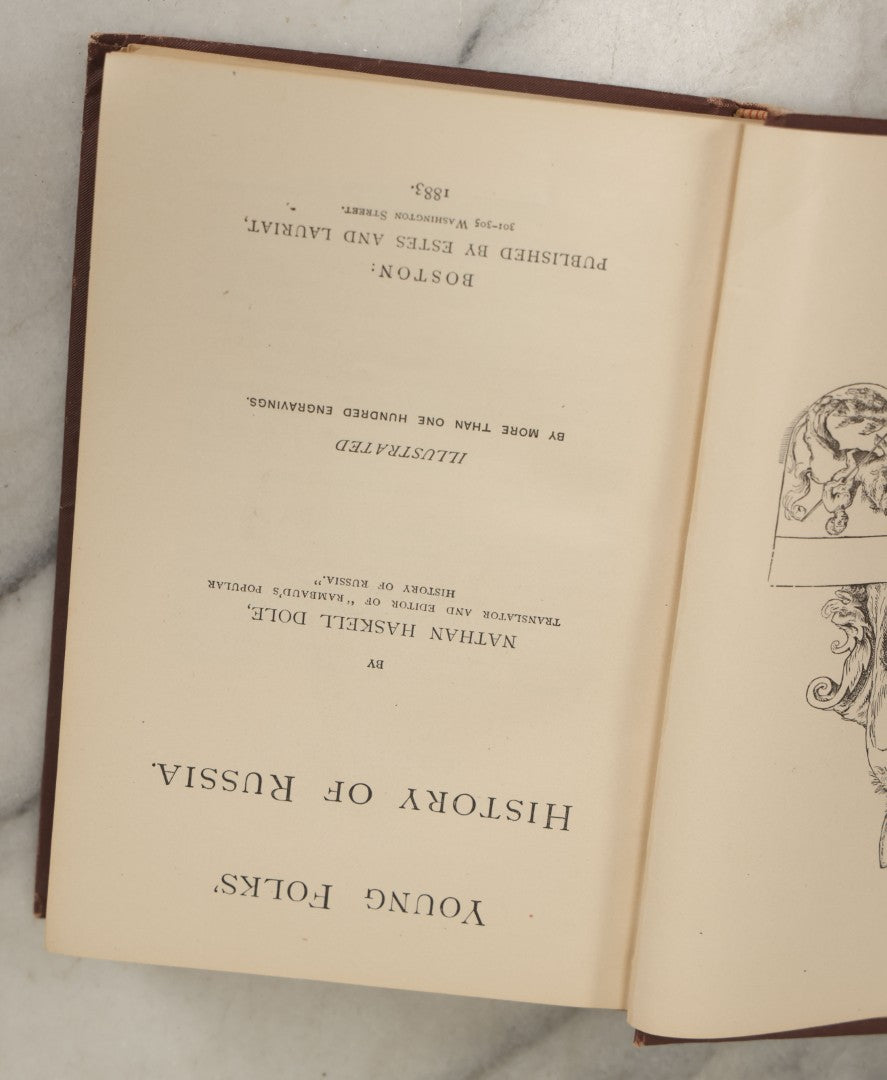 YOUNG FOLKS'
HISTORY OF RUSSIA.
BY
NATHAN HASKELL DOLE,
TRANSLATOR AND EDITOR OF "RAMBAUD'S POPULAR
HISTORY OF RUSSIA."
ILLUSTRATED
BY MORE THAN ONE HUNDRED ENGRAVINGS.
BOSTON:
PUBLISHED BY ESTES AND LAURIAT,
301-305 WASHINGTON STREET.
1883.